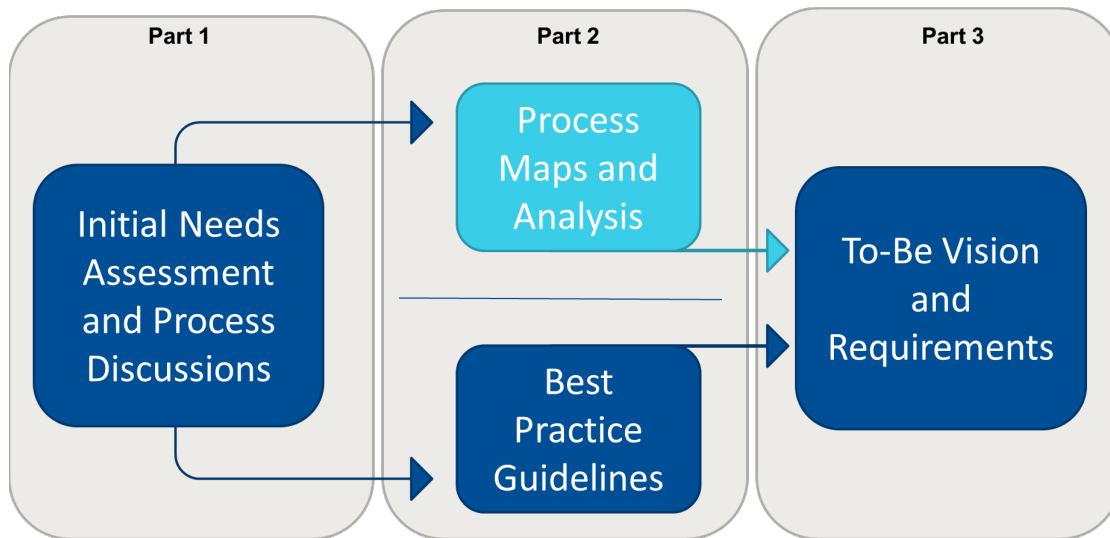 Part 1
Part 2
Part 3
Initial Needs
Assessment
and Process
Discussions
Process
Maps and
Analysis
Best
Practice
Guidelines
To-Be Vision
and
Requirements